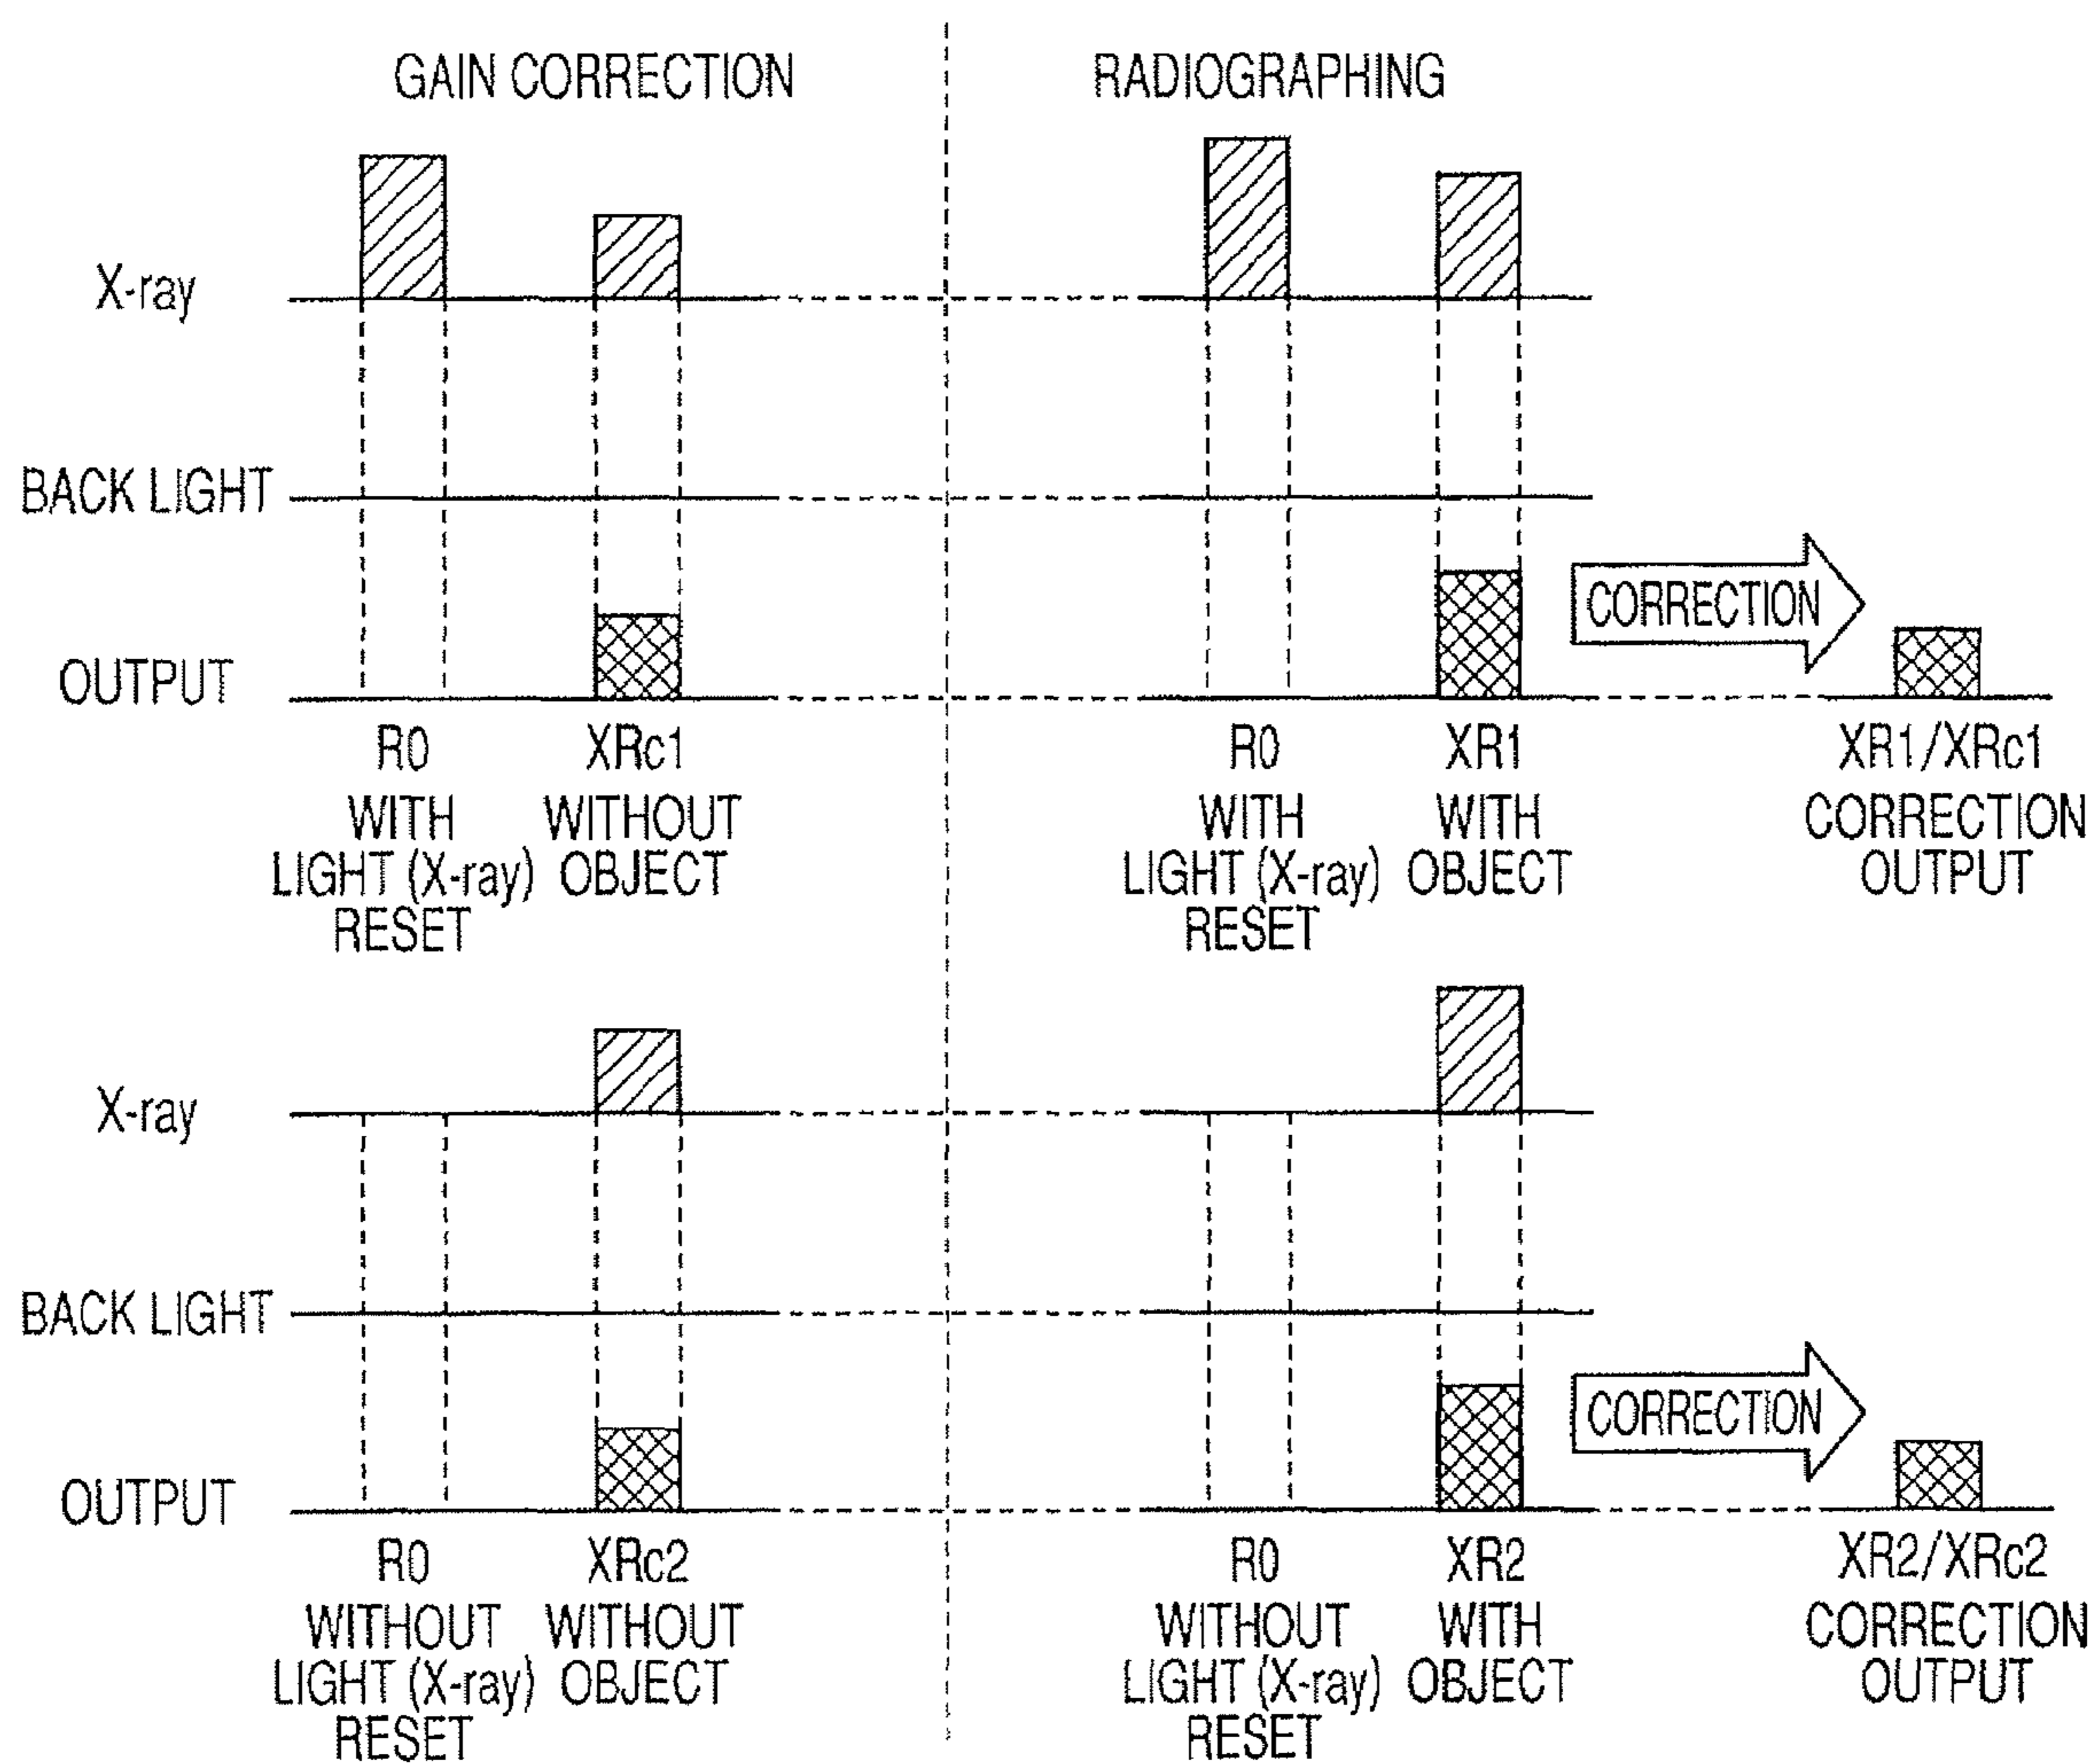 GAIN CORRECTION
RADIOGRAPHING
X-ray
BACK LIGHT
CORRECTION
OUTPUT
R0
XRc1
R0
XR1
XR1/XRc1
WITH
LIGHT (X-ray)
RESET
WITHOUT
OBJECT
WITH
LIGHT (X-ray)
RESET
WITH
OBJECT
CORRECTION
OUTPUT
X-ray
BACK LIGHT
CORRECTION
OUTPUT
R0
XRc2
R0
XR2
XR2/XRc2
WITHOUT
LIGHT (X-ray)
RESET
WITHOUT
OBJECT
WITHOUT
LIGHT (X-ray)
RESET
WITH
OBJECT
CORRECTION
OUTPUT